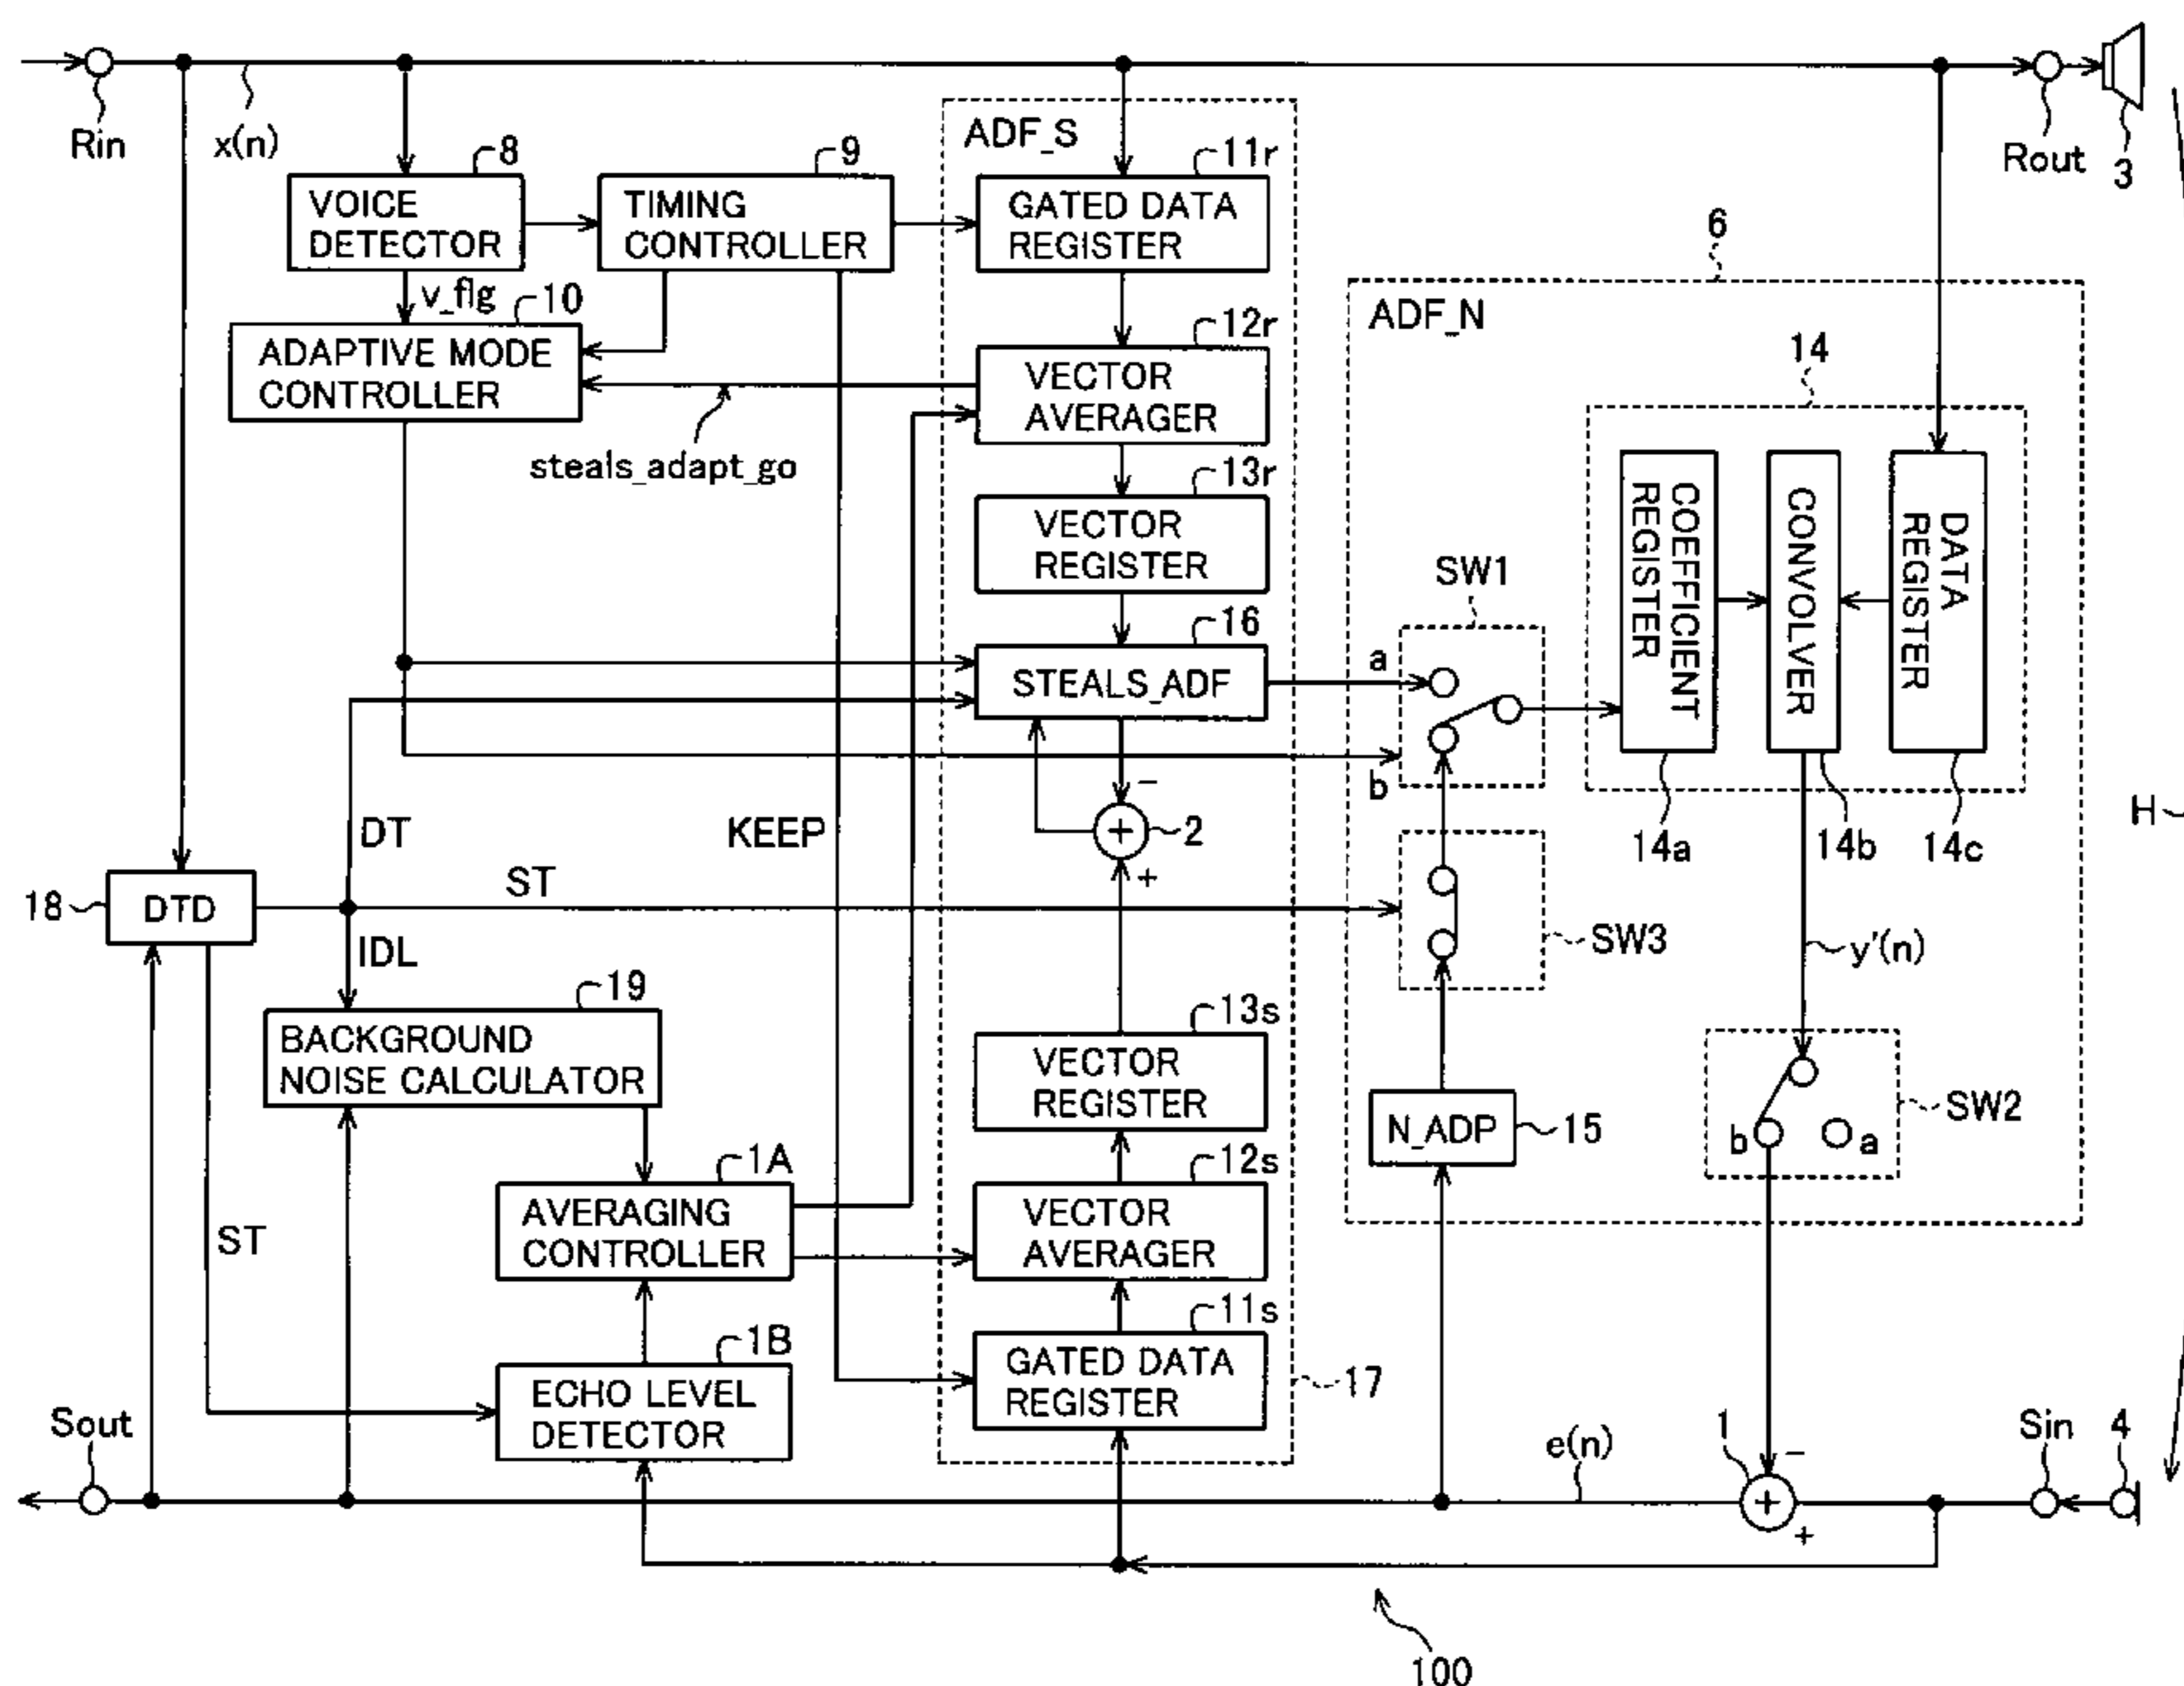 Rin
x(n)
Rout
3
ADF_S
8
VOICE
DETECTOR
9
TIMING
CONTROLLER
11r
GATED DATA
REGISTER
6
v_flg
10
ADAPTIVE MODE
CONTROLLER
12r
VECTOR
AVERAGER
ADF_N
14
steals_adapt_go
13r
VECTOR
REGISTER
COEFFICIENT
REGISTER
CONVOLVER
DATA
REGISTER
SW1
16
STEALS_ADF
a
b
-
+
2
+
14a
14b
14c
H
DT
KEEP
ST
18
DTD
IDL
SW3
y'(n)
19
BACKGROUND
NOISE CALCULATOR
13s
VECTOR
REGISTER
N_ADP
15
SW2
b
a
1A
AVERAGING
CONTROLLER
12s
VECTOR
AVERAGER
ST
1B
ECHO LEVEL
DETECTOR
11s
GATED DATA
REGISTER
17
Sout
e(n)
1
-
+
+
Sin
4
100